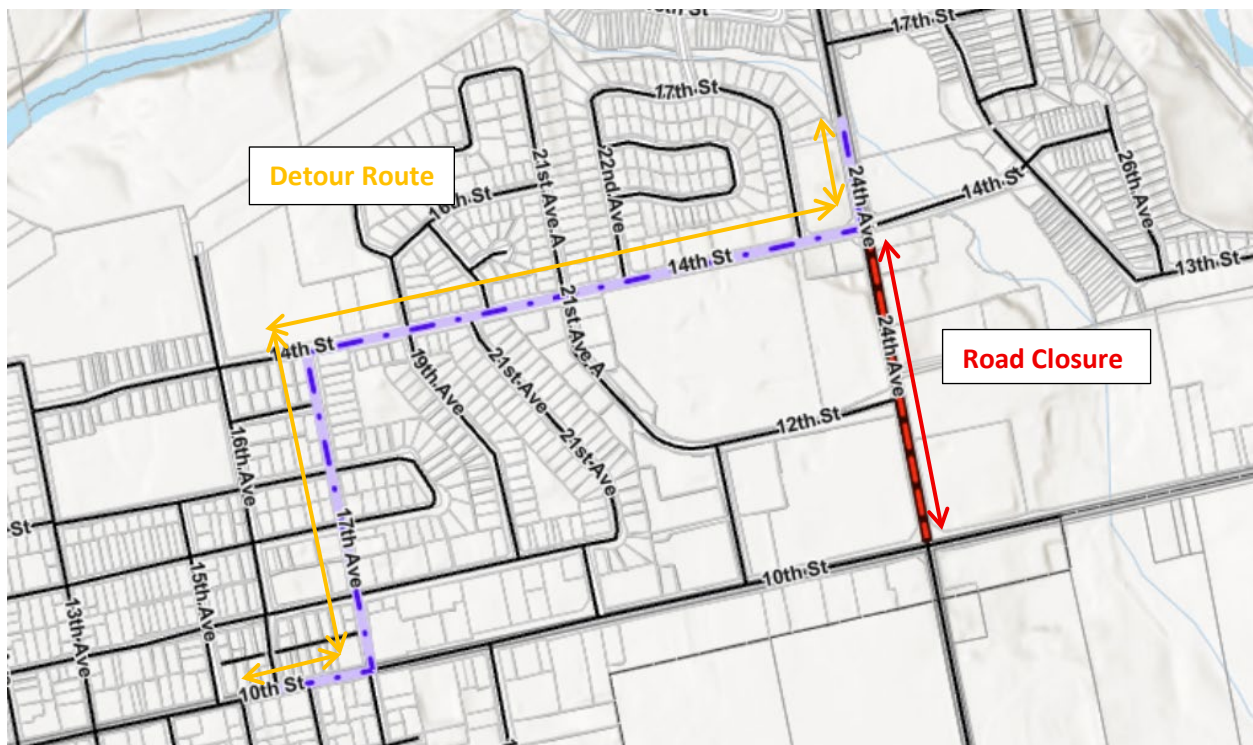 17th St
17th St
Detour Route
21st Ave A
22nd Ave
24th Ave
14th St
26th Ave
16th St
14th St
13th St
21st Ave A
14th St
24th Ave
Road Closure
19th Ave
21st Ave
12th St
21st Ave
16th Ave
17th Ave
St
10th St
15th Ave
13th Ave
10th St